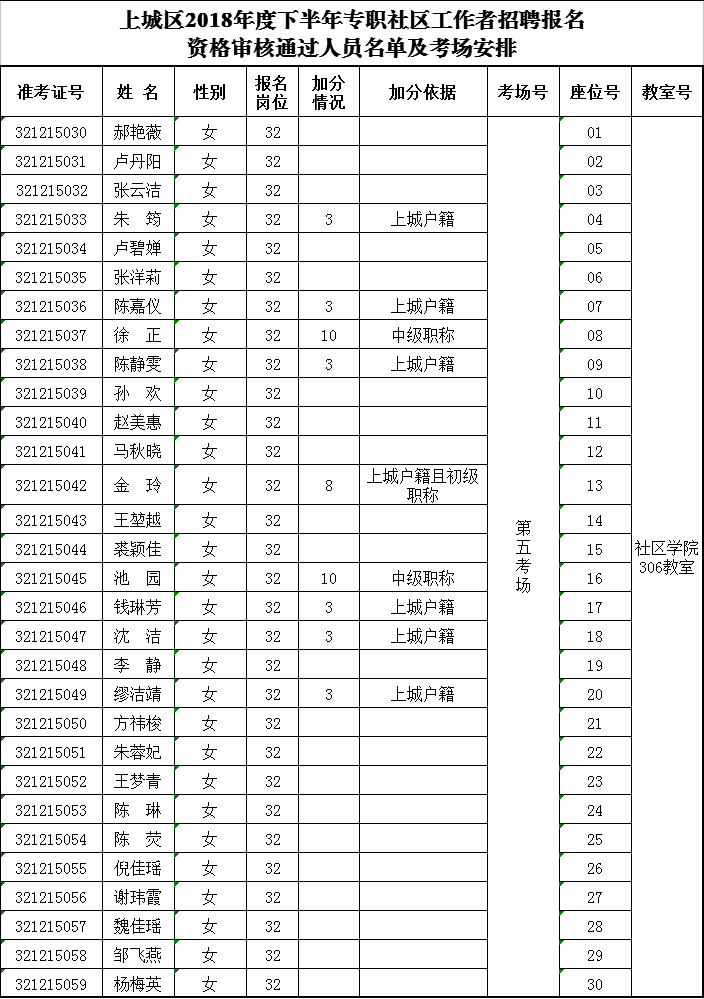 上城区2018年度下半年专职社区工作者招聘报名
资格审核通过人员名单及考场安排
准考证号 姓 名 性别 报名岗位 加分情况 加分依据 考场号 座位号 教室号
321215030 郝艳薇 女 32 01
321215031 卢丹阳 女 32 02
321215032 张云洁 女 32 03
321215033 朱 筠 女 32 3 上城户籍 04
321215034 卢碧婵 女 32 05
321215035 张洋莉 女 32 06
321215036 陈嘉仪 女 32 3 上城户籍 07
321215037 徐 正 女 32 10 中级职称 08
321215038 陈静雯 女 32 3 上城户籍 09
321215039 孙 欢 女 32 10
321215040 赵美惠 女 32 11
321215041 马秋晓 女 32 12
321215042 金 玲 女 32 8 上城户籍且初级职称 13
321215043 王堃越 女 32 14
第五考场
321215044 裘颖佳 女 32 15
社区学院
306教室
321215045 池 园 女 32 10 中级职称 16
321215046 钱琳芳 女 32 3 上城户籍 17
321215047 沈 洁 女 32 3 上城户籍 18
321215048 李 静 女 32 19
321215049 缪洁靖 女 32 3 上城户籍 20
321215050 方祎梭 女 32 21
321215051 朱蓉妃 女 32 22
321215052 王梦青 女 32 23
321215053 陈 琳 女 32 24
321215054 陈 荧 女 32 25
321215055 倪佳瑶 女 32 26
321215056 谢玮霞 女 32 27
321215057 魏佳瑶 女 32 28
321215058 邹飞燕 女 32 29
321215059 杨梅英 女 32 30